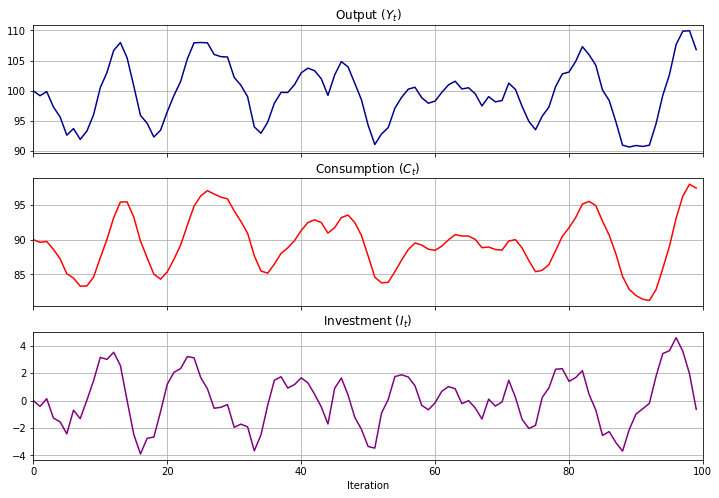 Output (Y_t)
110
105
100
95
90
Consumption (C_t)
95
90
85
Investment (I_t)
4
2
0
−2
−4
0 20 40 60 80 100
Iteration